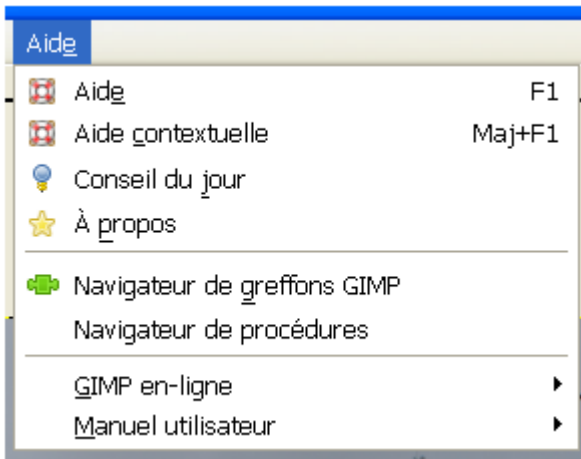 Aide
Aide F1
Aide contextuelle Maj+F1
Conseil du jour
À propos
Navigateur de greffons GIMP
Navigateur de procédures
GIMP en-ligne
Manuel utilisateur